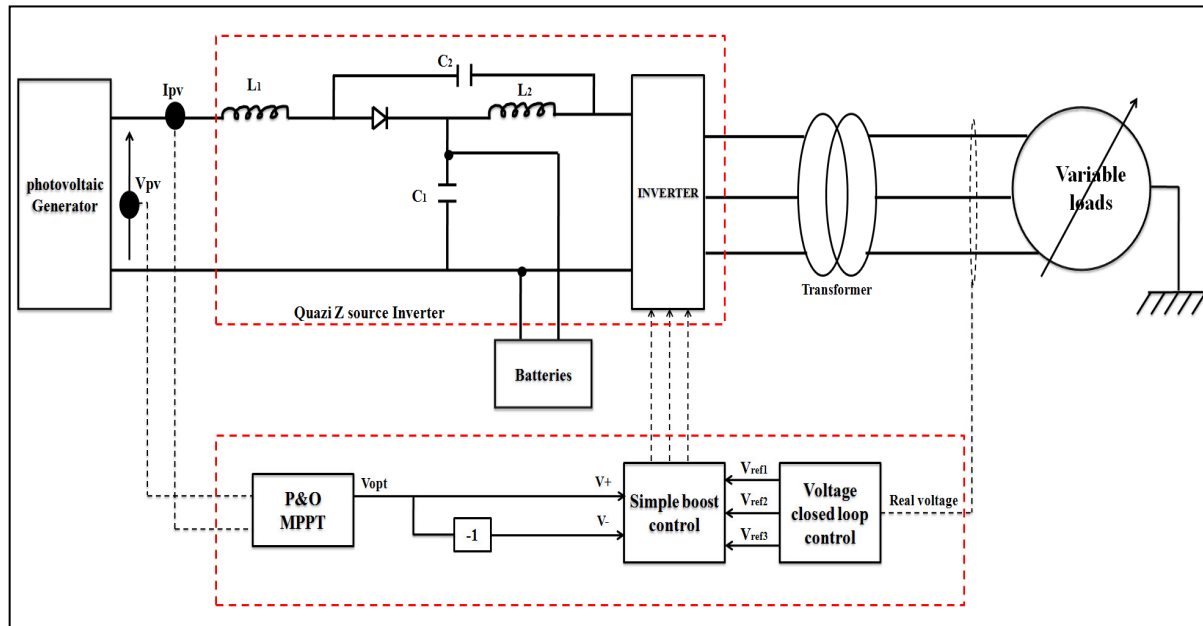 C2
Ipv
L1
L2
Vpv
photovoltaic
Generator
C1
INVERTER
Variable
loads
Transformer
Quazi Z source Inverter
Batteries
P&O
MPPT
Vopt
V+
V-
-1
Simple boost
control
Vref1
Vref2
Vref3
Voltage
closed loop
control
Real voltage